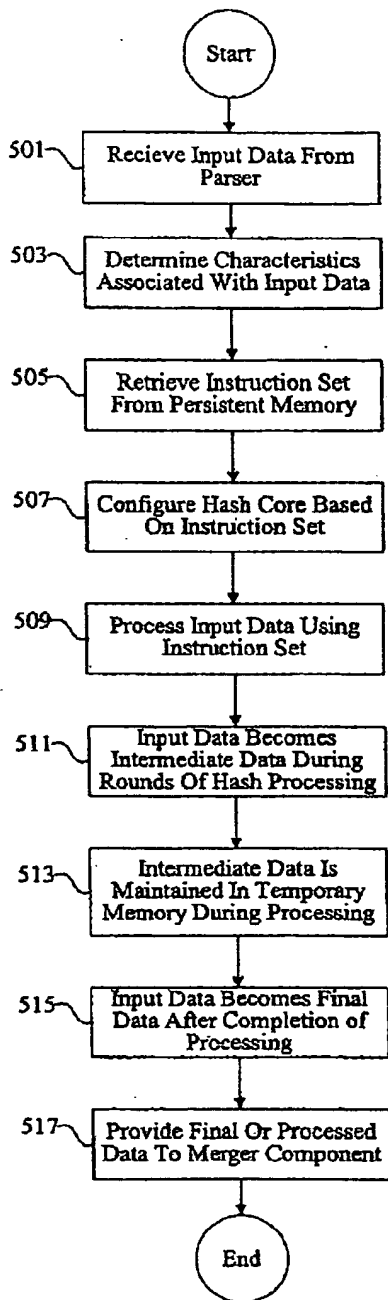 Start
501
Recieve Input Data From
Parser
503
Determine Characteristics
Associated With Input Data
505
Retrieve Instruction Set
From Persistent Memory
507
Configure Hash Core Based
On Instruction Set
509
Process Input Data Using
Instruction Set
511
Input Data Becomes
Intermediate Data During
Rounds Of Hash Processing
513
Intermediate Data Is
Maintained In Temporary
Memory During Processing
515
Input Data Becomes Final
Data After Completion of
Processing
517
Provide Final Or Processed
Data To Merger Component
End